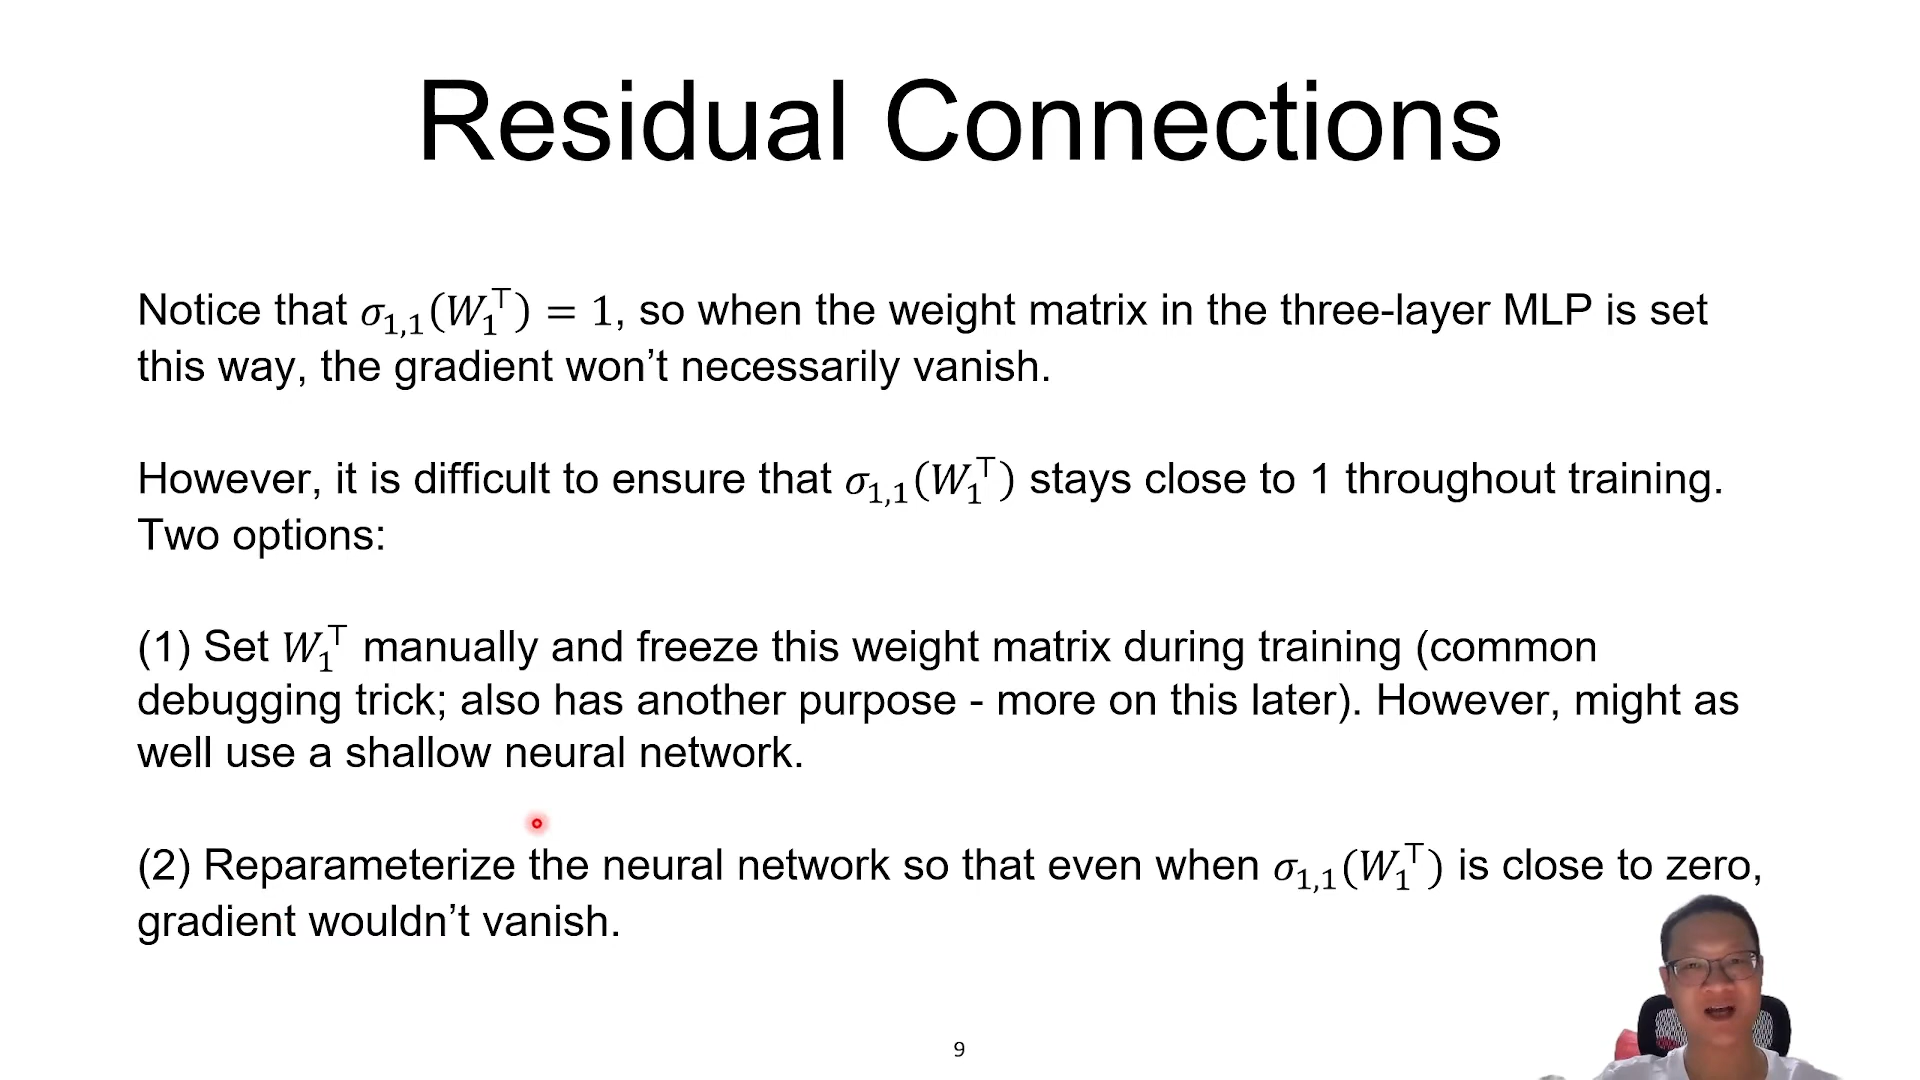 Residual Connections
Notice that 𝜎₁,₁(𝑊₁⊤) = 1, so when the weight matrix in the three-layer MLP is set
this way, the gradient won’t necessarily vanish.
However, it is difficult to ensure that 𝜎₁,₁(𝑊₁⊤) stays close to 1 throughout training.
Two options:
(1) Set 𝑊₁⊤ manually and freeze this weight matrix during training (common
debugging trick; also has another purpose - more on this later). However, might as
well use a shallow neural network.
(2) Reparameterize the neural network so that even when 𝜎₁,₁(𝑊₁⊤) is close to zero,
gradient wouldn’t vanish.
9